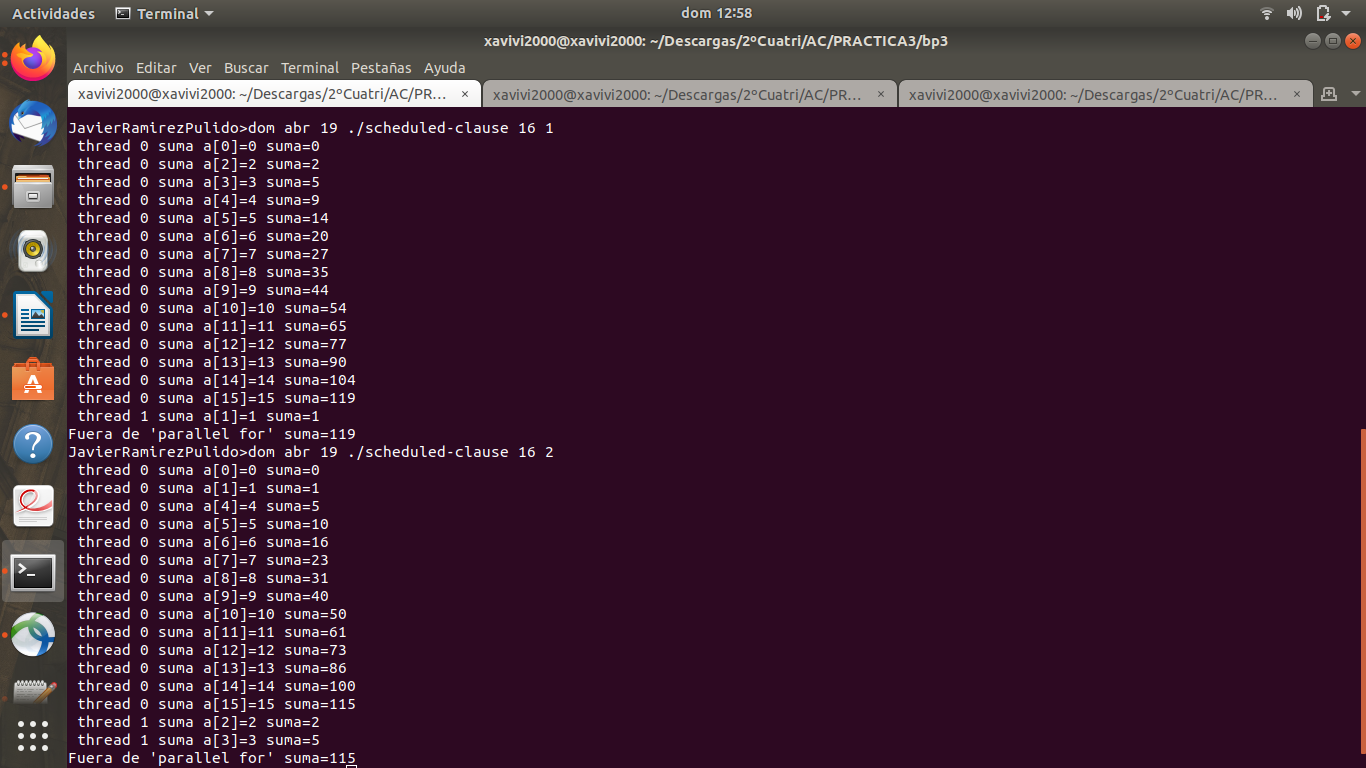 Actividades Terminal dom 12:58
xavivi2000@xavivi2000: ~/Descargas/2ºCuatri/AC/PRACTICA3/bp3
Archivo Editar Ver Buscar Terminal Pestañas Ayuda
xavivi2000@xavivi2000: ~/Descargas/2ºCuatri/AC/PR... × xavivi2000@xavivi2000: ~/Descargas/2ºCuatri/AC/PR... × xavivi2000@xavivi2000: ~/Descargas/2ºCuatri/AC/PR... ×
JavierRamirezPulido>dom abr 19 ./scheduled-clause 16 1
thread 0 suma a[0]=0 suma=0
thread 0 suma a[2]=2 suma=2
thread 0 suma a[3]=3 suma=5
thread 0 suma a[4]=4 suma=9
thread 0 suma a[5]=5 suma=14
thread 0 suma a[6]=6 suma=20
thread 0 suma a[7]=7 suma=27
thread 0 suma a[8]=8 suma=35
thread 0 suma a[9]=9 suma=44
thread 0 suma a[10]=10 suma=54
thread 0 suma a[11]=11 suma=65
thread 0 suma a[12]=12 suma=77
thread 0 suma a[13]=13 suma=90
thread 0 suma a[14]=14 suma=104
thread 0 suma a[15]=15 suma=119
thread 1 suma a[1]=1 suma=1
Fuera de 'parallel for' suma=119
JavierRamirezPulido>dom abr 19 ./scheduled-clause 16 2
thread 0 suma a[0]=0 suma=0
thread 0 suma a[1]=1 suma=1
thread 0 suma a[4]=4 suma=5
thread 0 suma a[5]=5 suma=10
thread 0 suma a[6]=6 suma=16
thread 0 suma a[7]=7 suma=23
thread 0 suma a[8]=8 suma=31
thread 0 suma a[9]=9 suma=40
thread 0 suma a[10]=10 suma=50
thread 0 suma a[11]=11 suma=61
thread 0 suma a[12]=12 suma=73
thread 0 suma a[13]=13 suma=86
thread 0 suma a[14]=14 suma=100
thread 0 suma a[15]=15 suma=115
thread 1 suma a[2]=2 suma=2
thread 1 suma a[3]=3 suma=5
Fuera de 'parallel for' suma=115